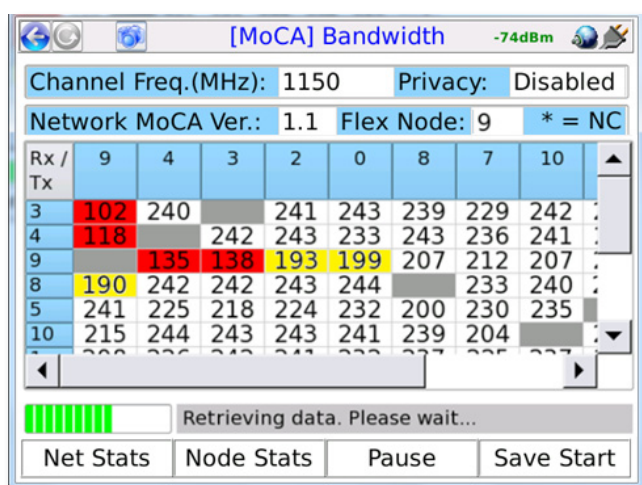 [MoCA] Bandwidth -74dBm
Channel Freq.(MHz): 1150 Privacy: Disabled
Network MoCA Ver.: 1.1 Flex Node: 9 * = NC
Rx / Tx 9 4 3 2 0 8 7 10
3 102 240 241 243 239 229 242
4 118 242 243 233 243 236 241
9 135 138 193 199 207 212 207
8 190 242 242 243 244 233 240
5 241 225 218 224 232 200 230 235
10 215 244 243 243 241 239 204
Retrieving data. Please wait...
Net Stats Node Stats Pause Save Start